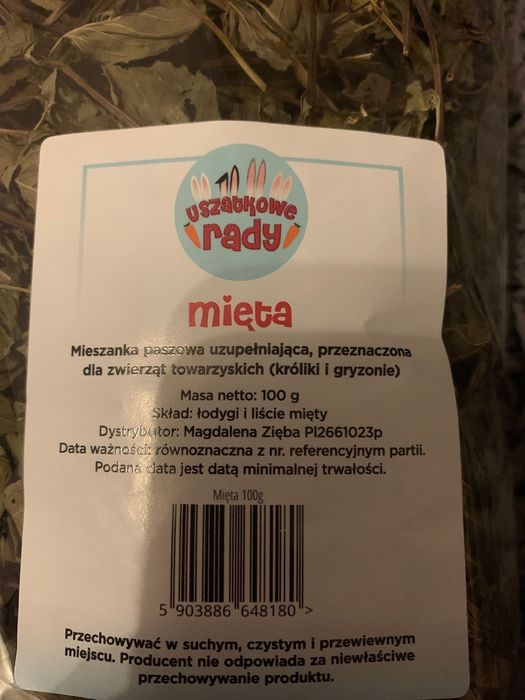 uszatkowe
rady
mięta
Mieszanka paszowa uzupełniająca, przeznaczona
dla zwierząt towarzyskich (króliki i gryzonie)
Masa netto: 100 g
Skład: łodygi i liście mięty
Dystrybutor: Magdalena Zięba Pl2661023p
Data ważności: równoznaczna z nr. referencyjnym partii.
Podana data jest datą minimalnej trwałości.
Mięta 100g
5 903886 648180 >
Przechowywać w suchym, czystym i przewiewnym
miejscu. Producent nie odpowiada za niewłaściwe
przechowywanie produktu.